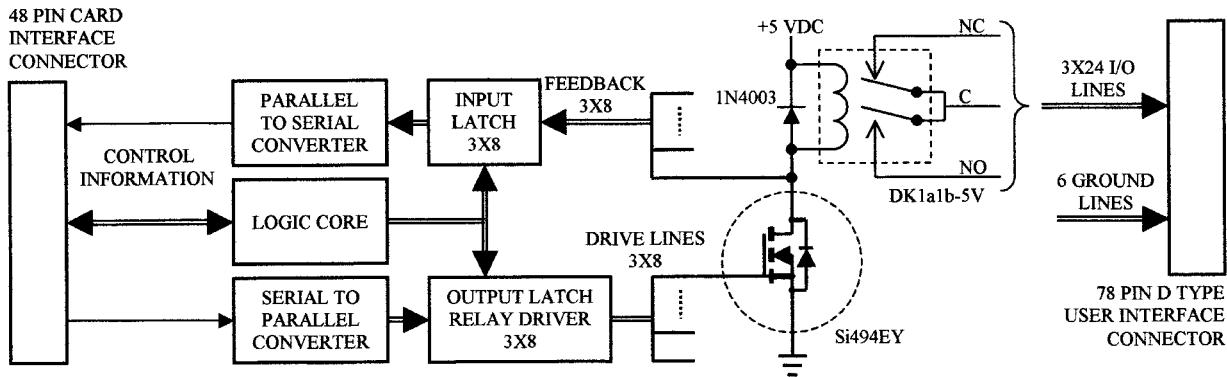 48 PIN CARD
INTERFACE
CONNECTOR
PARALLEL
TO SERIAL
CONVERTER
INPUT
LATCH
3X8
FEEDBACK
3X8
+5 VDC
1N4003
NC
C
NO
DK1a1b-5V
3X24 I/O
LINES
6 GROUND
LINES
CONTROL
INFORMATION
LOGIC CORE
DRIVE LINES
3X8
SERIAL TO
PARALLEL
CONVERTER
OUTPUT LATCH
RELAY DRIVER
3X8
Si494EY
78 PIN D TYPE
USER INTERFACE
CONNECTOR